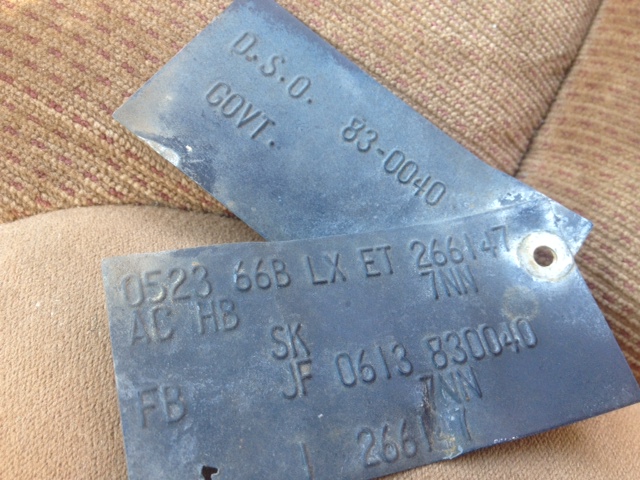 D.S.O. 83-0040
GOVT.
0523 66B LX ET 266147
AC HB 7NN
SK
FB JF 0613 830040
7NN